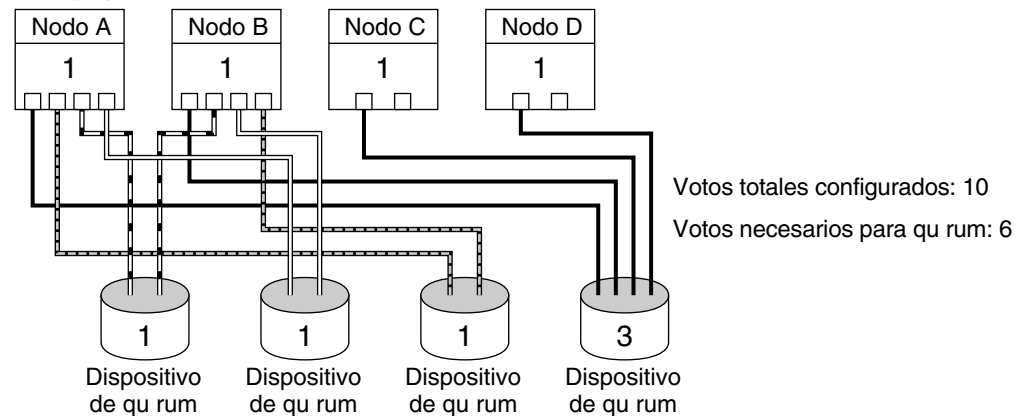 Nodo A
Nodo B
Nodo C
Nodo D
1
1
1
1
Votos totales configurados: 10
Votos necesarios para qu rum: 6
1
1
1
3
Dispositivo
de qu rum
Dispositivo
de qu rum
Dispositivo
de qu rum
Dispositivo
de qu rum